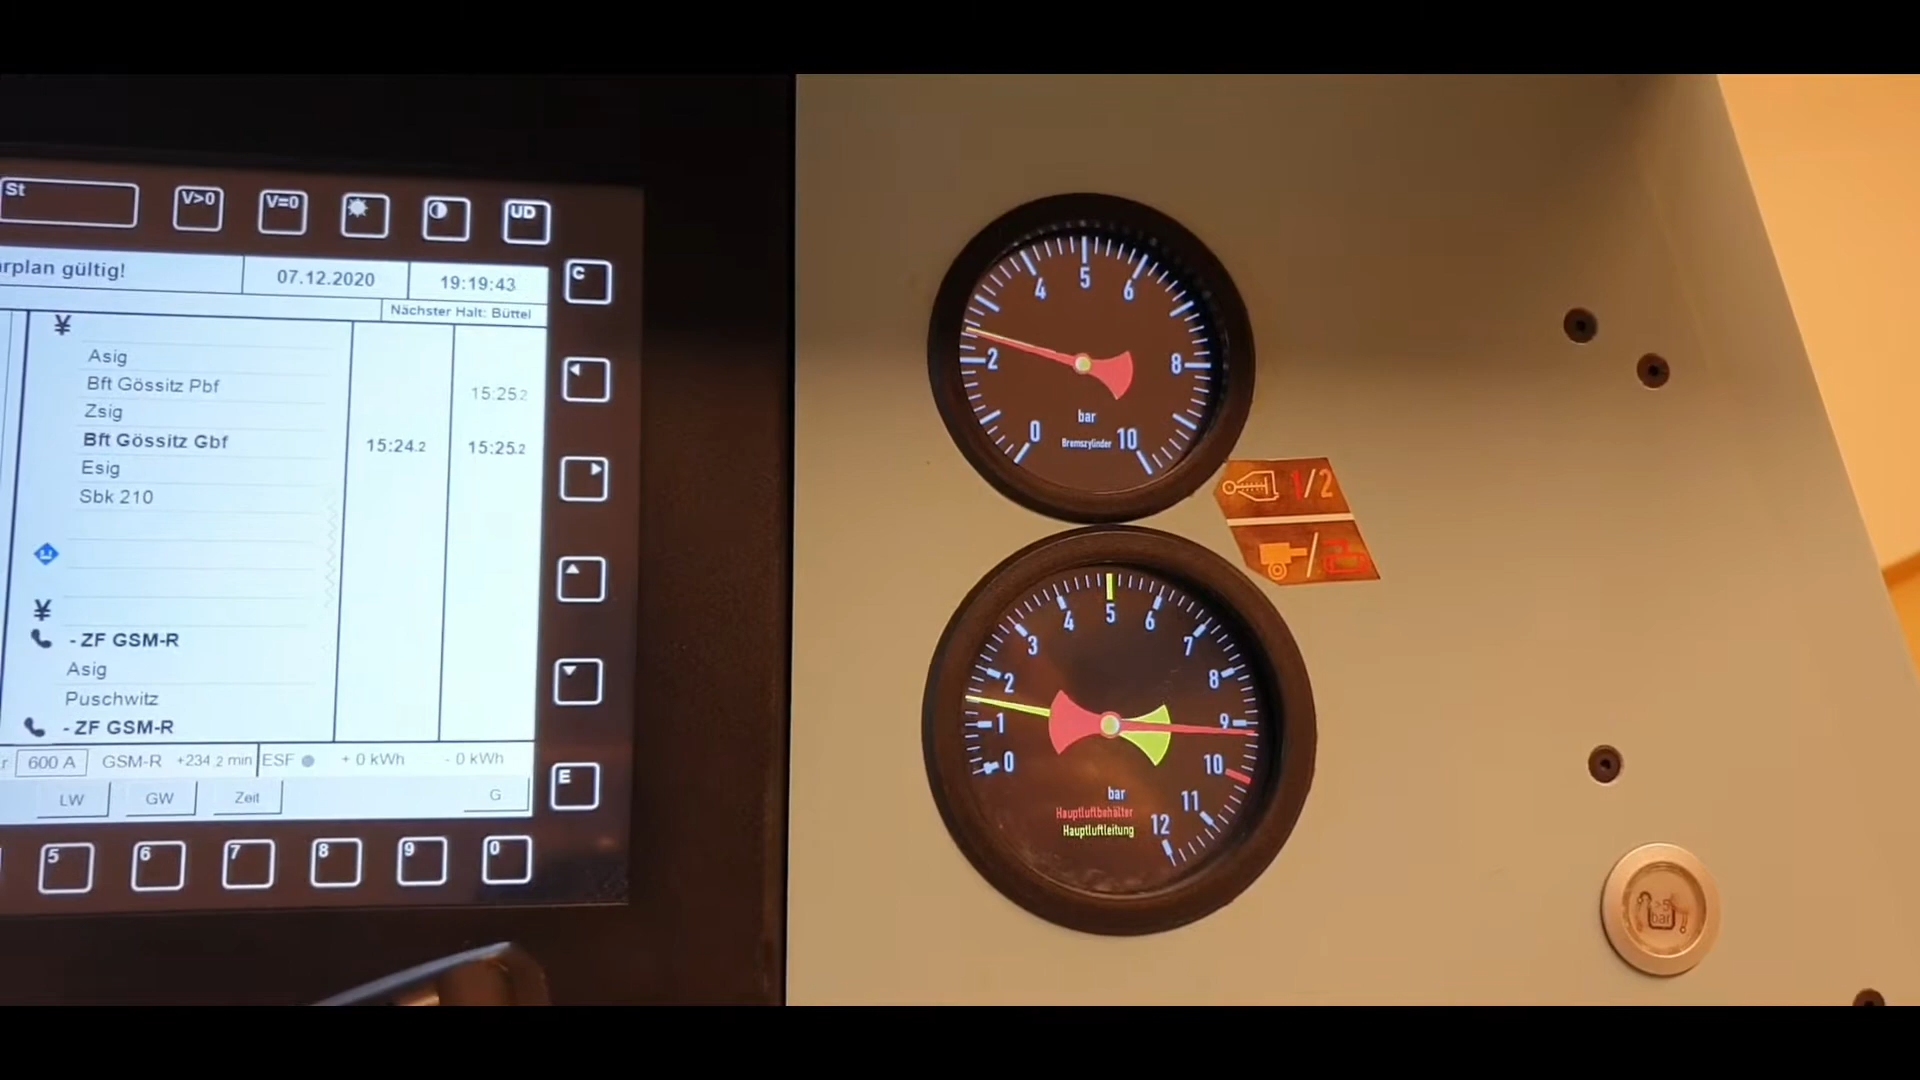 St
V>0
V=0
UD
rplan gültig!
07.12.2020
19:19:43
C
Nächster Halt: Büttel
Asig
Bft Gössitz Pbf
15:25.2
Zsig
Bft Gössitz Gbf
15:24.2
15:25.2
Esig
Sbk 210
- ZF GSM-R
Asig
Puschwitz
- ZF GSM-R
r
600 A
GSM-R
+234.2 min
ESF
+ 0 kWh
- 0 kWh
E
LW
GW
Zeit
G
5
6
7
8
9
0
0
2
4
5
6
8
10
bar
Bremszylinder
1/2
0
1
2
3
4
5
6
7
8
9
10
11
12
bar
Hauptluftbehälter
Hauptluftleitung
>5
bar